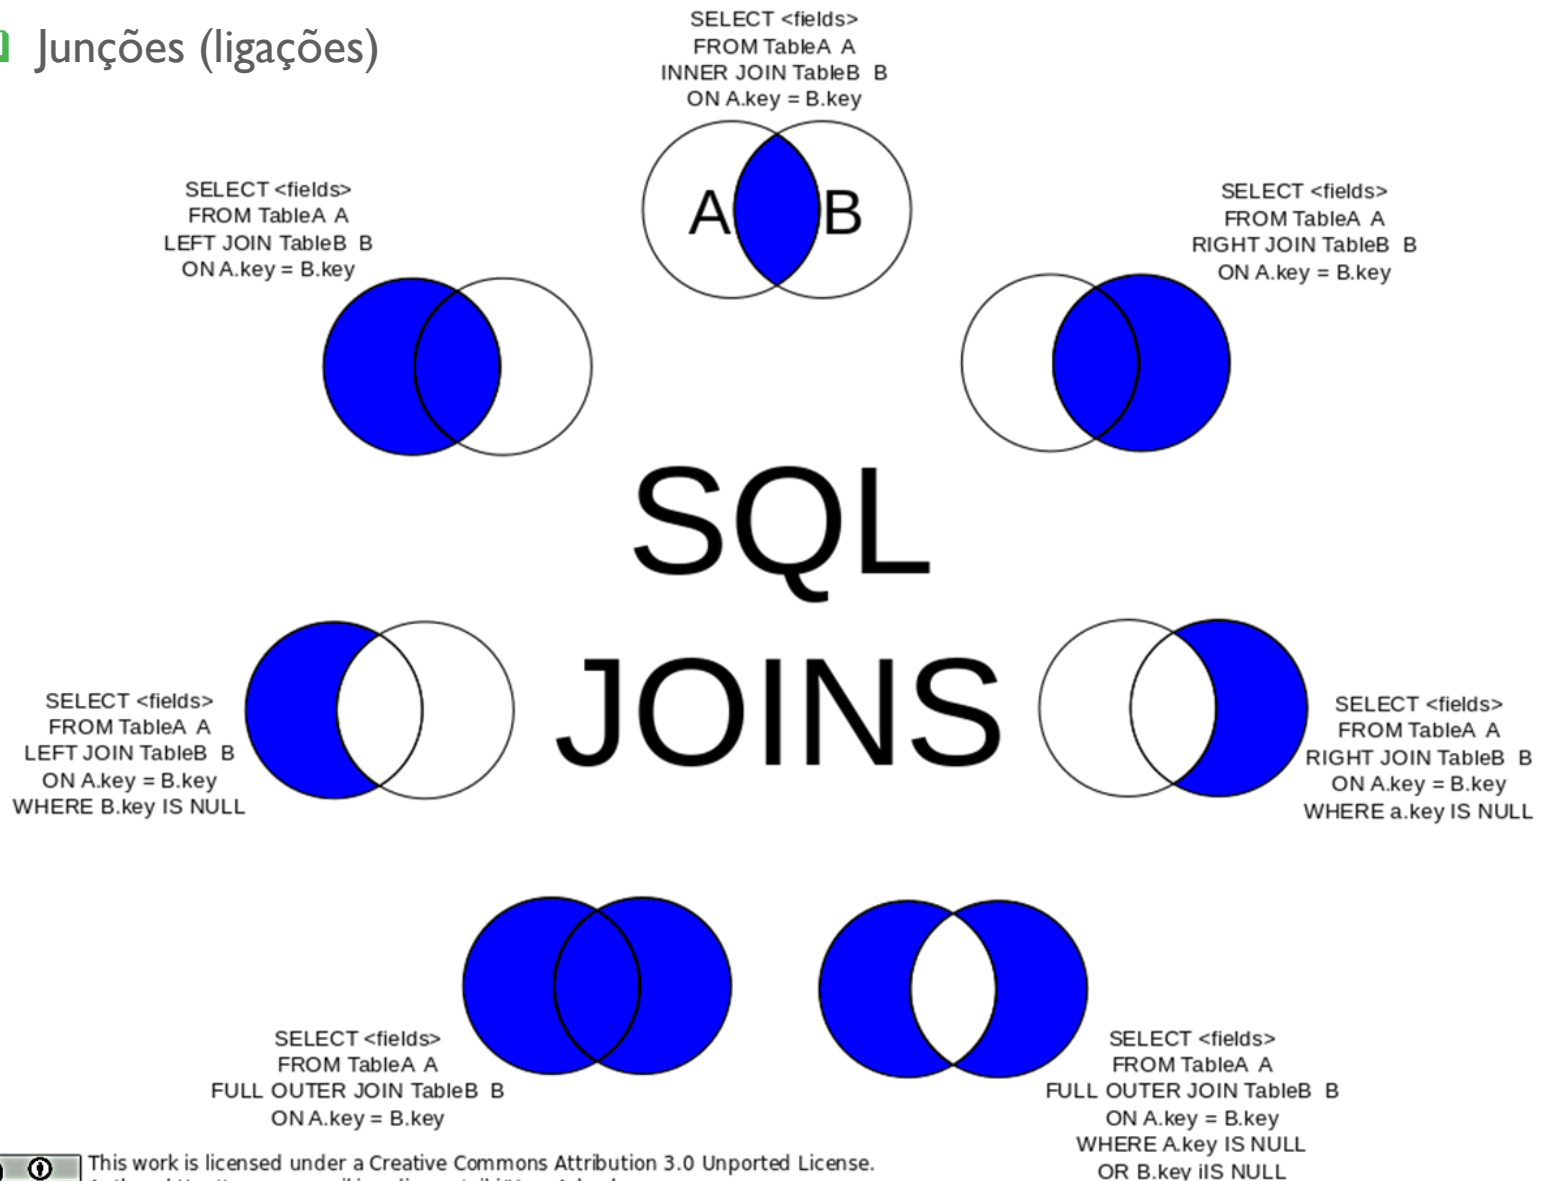 Junções (ligações)
SELECT <fields>
FROM TableA A
INNER JOIN TableB B
ON A.key = B.key
A B
SELECT <fields>
FROM TableA A
LEFT JOIN TableB B
ON A.key = B.key
SELECT <fields>
FROM TableA A
RIGHT JOIN TableB B
ON A.key = B.key
SQL
JOINS
SELECT <fields>
FROM TableA A
LEFT JOIN TableB B
ON A.key = B.key
WHERE B.key IS NULL
SELECT <fields>
FROM TableA A
RIGHT JOIN TableB B
ON A.key = B.key
WHERE a.key IS NULL
SELECT <fields>
FROM TableA A
FULL OUTER JOIN TableB B
ON A.key = B.key
SELECT <fields>
FROM TableA A
FULL OUTER JOIN TableB B
ON A.key = B.key
WHERE A.key IS NULL
OR B.key iIS NULL
This work is licensed under a Creative Commons Attribution 3.0 Unported License.